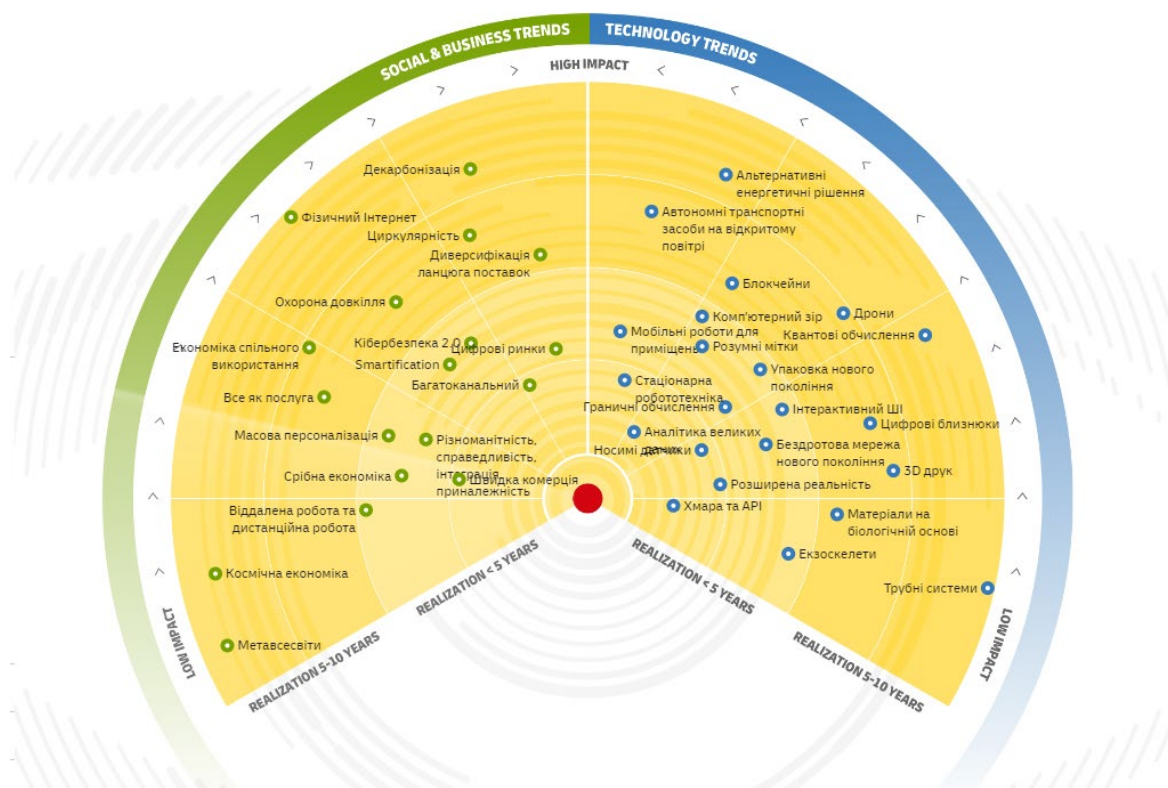 SOCIAL & BUSINESS TRENDS
TECHNOLOGY TRENDS
HIGH IMPACT
Декарбонізація
Фізичний Інтернет
Циркулярність
Диверсифікація
ланцюга поставок
Охорона довкілля
Економіка спільного
використання
Кібербезпека 2.0
Цифрові ринки
Smartification
Багатоканальний
Все як послуга
Масова персоналізація
Різноманітність,
справедливість,
інтеграція
приналежність
Срібна економіка
Швидка комерція
Віддалена робота та
дистанційна робота
Космічна економіка
Метавсесвіти
Альтернативні
енергетичні рішення
Автономні транспортні
засоби на відкритому
повітрі
Блокчейни
Комп'ютерний зір
Дрони
Квантові обчислення
Мобільні роботи для
приміщень
Розумні мітки
Упаковка нового
покоління
Стаціонарна
робототехніка
Граничні обчислення
Інтерактивний ШІ
Цифрові близнюки
Аналітика великих
даних
Носимі датчики
Бездротова мережа
нового покоління
3D друк
Розширена реальність
Хмара та API
Матеріали на
біологічній основі
Екзоскелети
Трубні системи
LOW IMPACT
REALIZATION 5-10 YEARS
REALIZATION < 5 YEARS
REALIZATION < 5 YEARS
REALIZATION 5-10 YEARS
LOW IMPACT